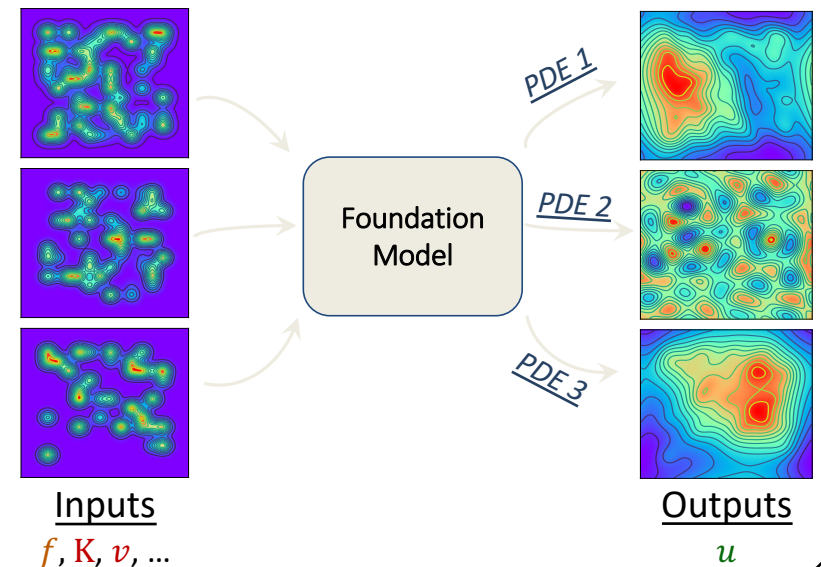 PDE 1
Foundation
Model
PDE 2
PDE 3
Inputs
f, K, v, ...
Outputs
u